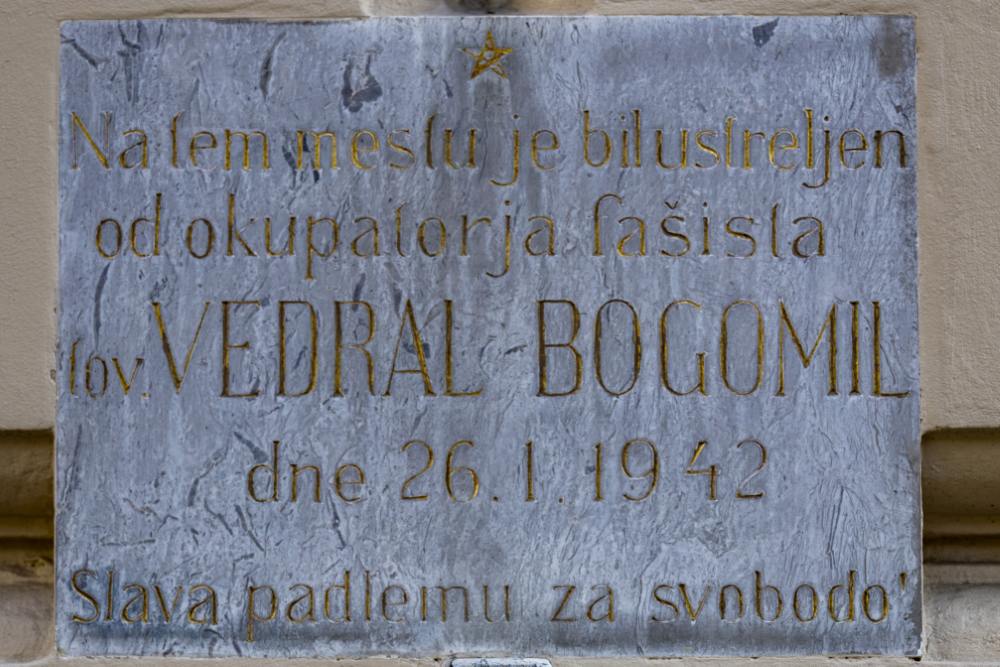 Na tem mestu je bil ustreljen
od okupatorja fašista
tov. VEDRAL BOGOMIL
dne 26.1.1942
Slava padlemu za svobodo!